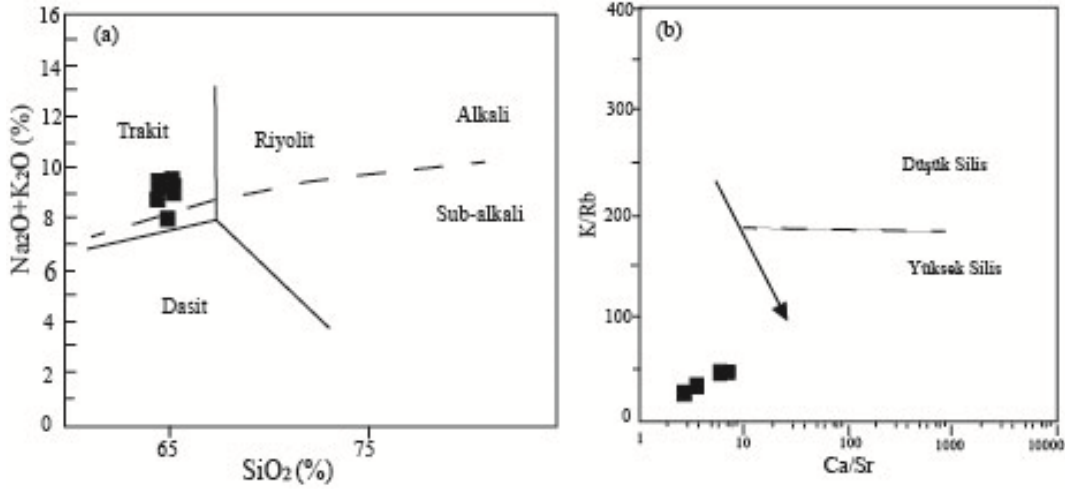 (a)
16
14
12
10
8
6
4
2
0
Na₂O+K₂O (%)
Trakit
Riyolit
Alkali
Sub-alkali
Dasit
65
75
SiO₂ (%)
(b)
400
300
200
100
0
K/Rb
Düşük Silis
Yüksek Silis
1
10
100
1000
10000
Ca/Sr